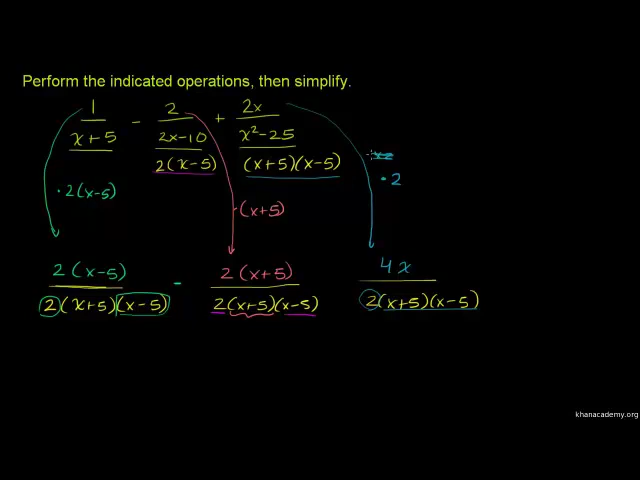 Perform the indicated operations, then simplify.
1/(x+5) - 2/(2x-10) + 2x/(x²-25)
2(x-5) (x+5)(x-5)
·2
·2(x-5)
·(x+5)
2(x-5)/(2(x+5)(x-5)) - 2(x+5)/(2(x+5)(x-5)) 4x/(2(x+5)(x-5))
khanacademy.org